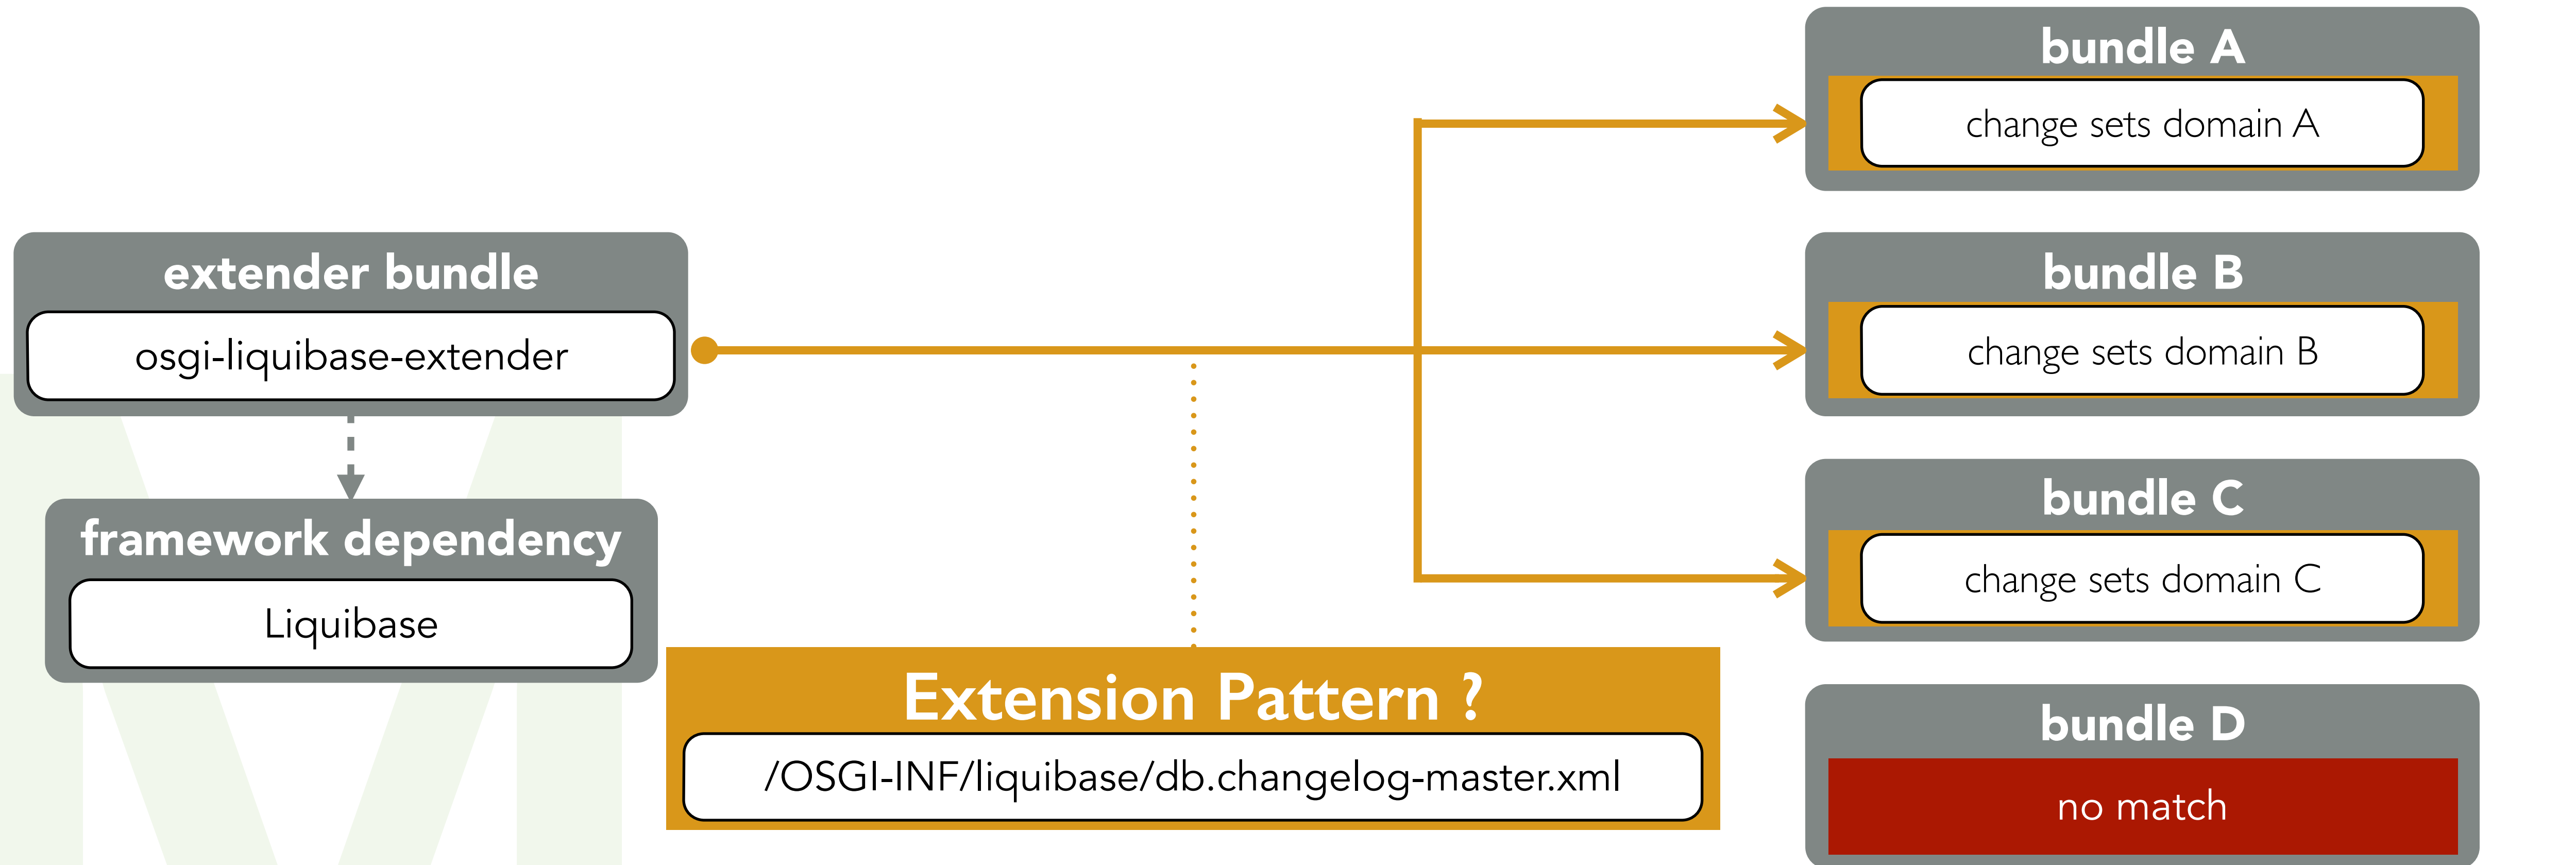 extender bundle
osgi-liquibase-extender
framework dependency
Liquibase
Extension Pattern ?
/OSGI-INF/liquibase/db.changelog-master.xml
bundle A
change sets domain A
bundle B
change sets domain B
bundle C
change sets domain C
bundle D
no match